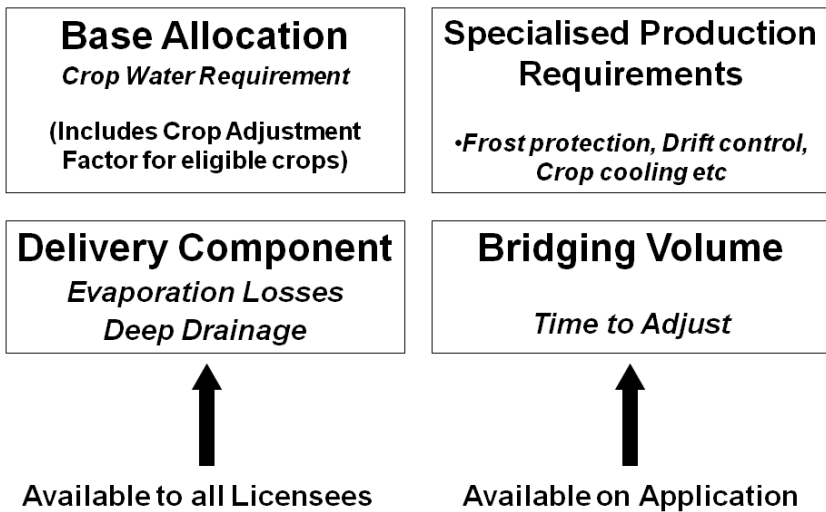 Base Allocation
Crop Water Requirement
(Includes Crop Adjustment
Factor for eligible crops)
Specialised Production
Requirements
•Frost protection, Drift control,
Crop cooling etc
Delivery Component
Evaporation Losses
Deep Drainage
Bridging Volume
Time to Adjust
Available to all Licensees
Available on Application